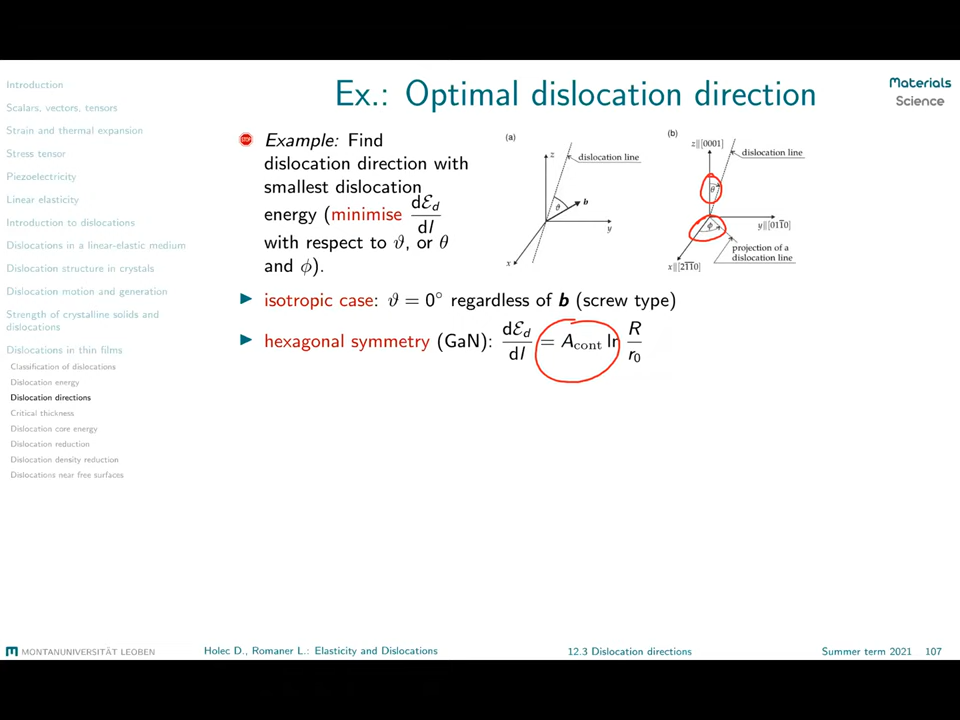 Ex.: Optimal dislocation direction
Materials
Science
Introduction
Scalars, vectors, tensors
Strain and thermal expansion
Stress tensor
Piezoelectricity
Linear elasticity
Introduction to dislocations
Dislocations in a linear-elastic medium
Dislocation structure in crystals
Dislocation motion and generation
Strength of crystalline solids and
dislocations
Dislocations in thin films
Classification of dislocations
Dislocation energy
Dislocation directions
Critical thickness
Dislocation core energy
Dislocation reduction
Dislocation density reduction
Dislocations near free surfaces
STOP
Example: Find
dislocation direction with
smallest dislocation
energy (minimise dℰ_d/dl
with respect to ϑ, or θ
and ϕ).
(a)
z
dislocation line
ϑ
b
y
x
(b)
z||[0001]
dislocation line
θ
y||[011̅0]
ϕ
projection of a
dislocation line
x||[21̅1̅0]
▶ isotropic case: ϑ = 0° regardless of b (screw type)
▶ hexagonal symmetry (GaN): dℰ_d/dl = A_cont ln R/r₀
MONTANUNIVERSITÄT LEOBEN
Holec D., Romaner L.: Elasticity and Dislocations
12.3 Dislocation directions
Summer term 2021 107